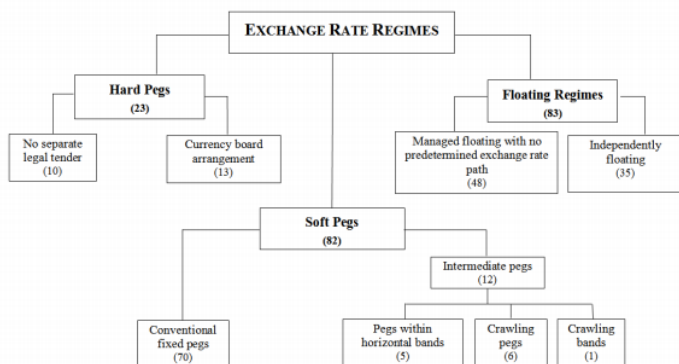 EXCHANGE RATE REGIMES
Hard Pegs
(23)
Floating Regimes
(83)
No separate
legal tender
(10)
Currency board
arrangement
(13)
Managed floating with no
predetermined exchange rate
path
(48)
Independently
floating
(35)
Soft Pegs
(82)
Intermediate pegs
(12)
Conventional
fixed pegs
(70)
Pegs within
horizontal bands
(5)
Crawling
pegs
(6)
Crawling
bands
(1)